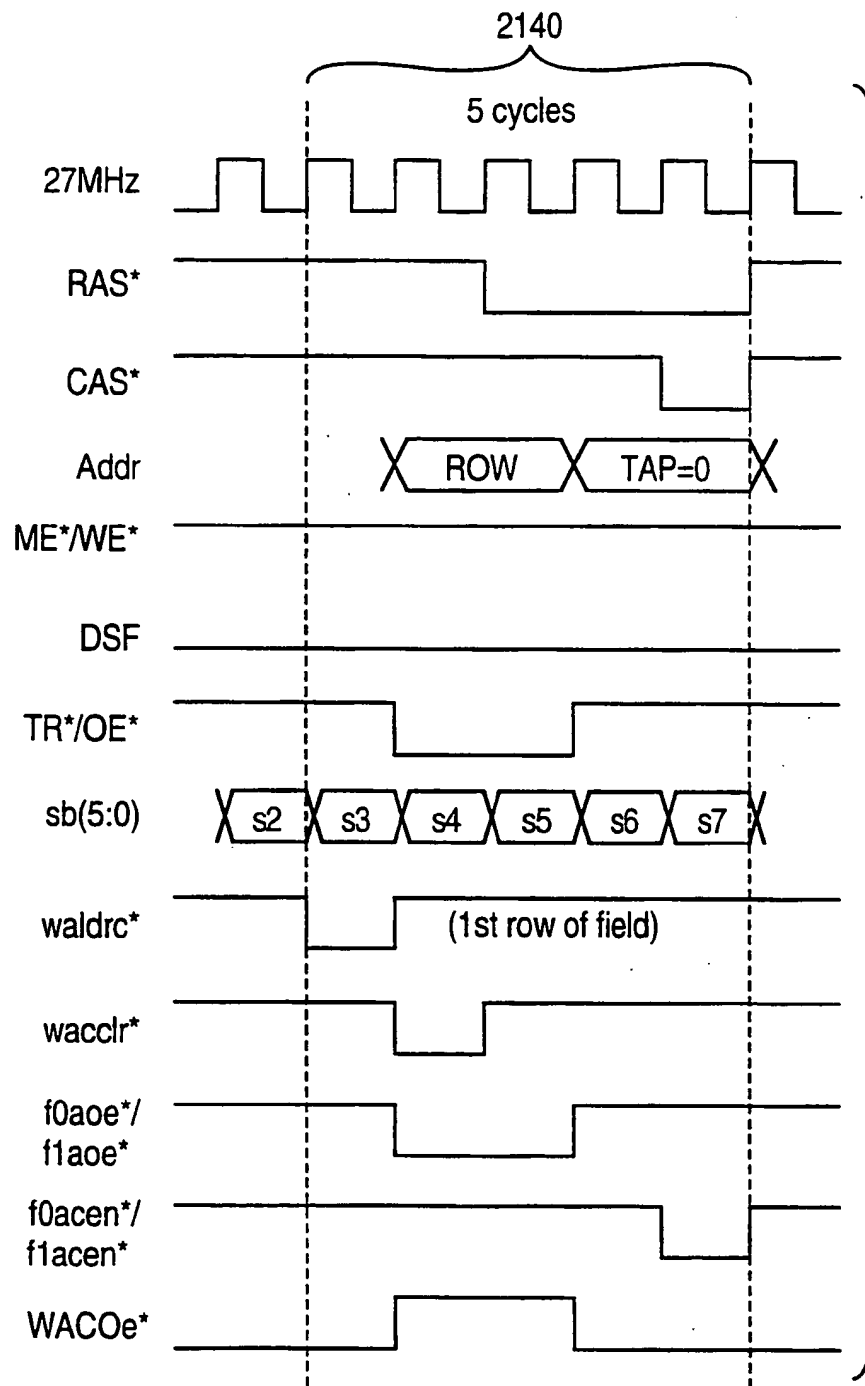 2140
5 cycles
27MHz
RAS*
CAS*
Addr
ROW
TAP=0
ME*/WE*
DSF
TR*/OE*
sb(5:0)
s2
s3
s4
s5
s6
s7
waldrc*
(1st row of field)
wacclr*
f0aoe*/
f1aoe*
f0acen*/
f1acen*
WACOe*